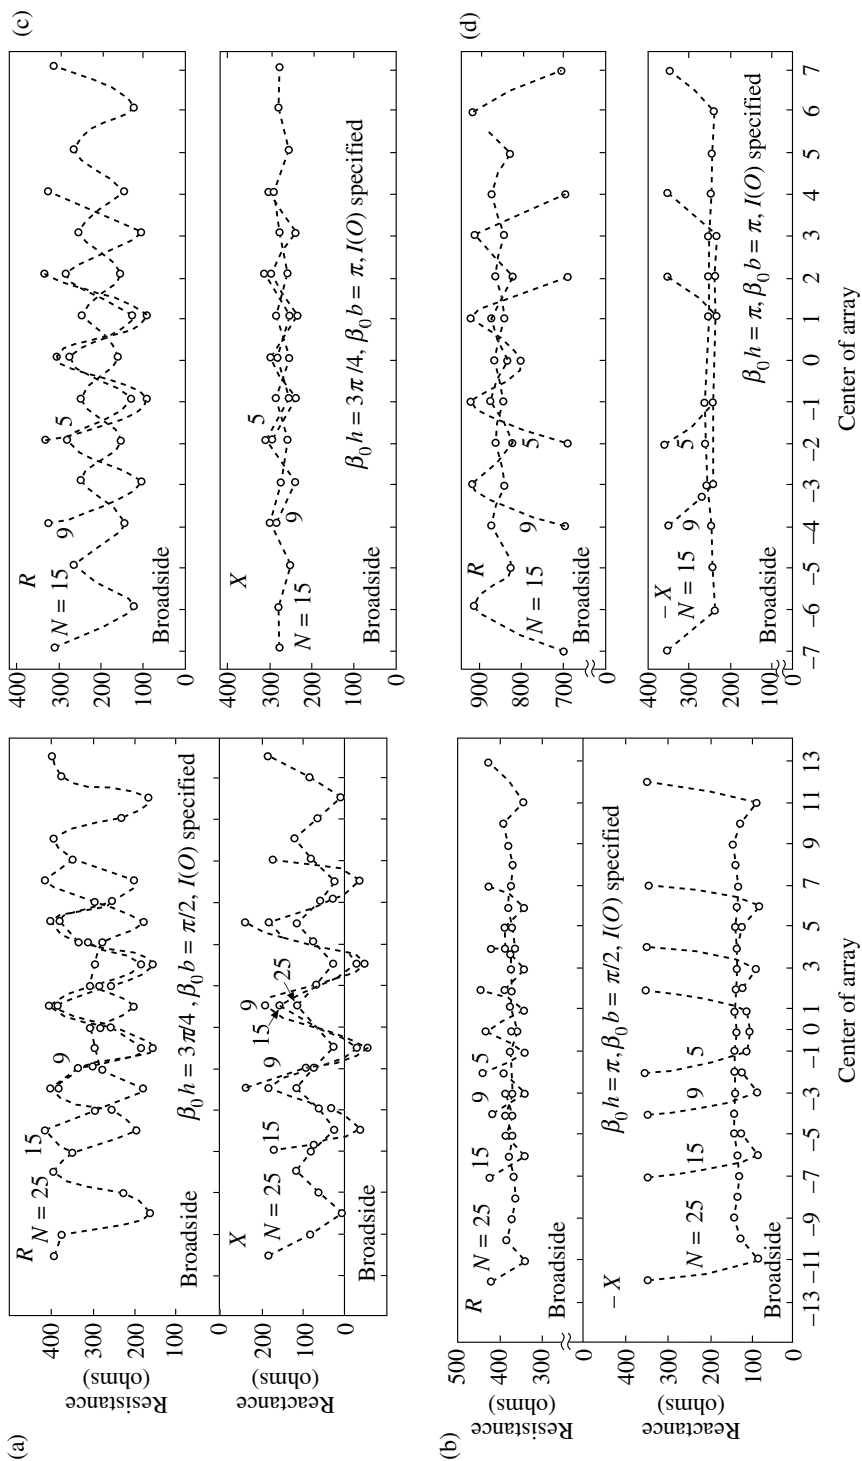 (a)
Resistance
(ohms)
400
300
200
100
R
N = 25
15
9
β₀h = 3π/4, β₀b = π/2, I(O) specified
Broadside
Reactance
(ohms)
0
200
100
0
X
N = 25
15
9
9
15
25
Broadside
(b)
Resistance
(ohms)
500
400
300
R
N = 25
15
9
5
Broadside
Reactance
(ohms)
0
400
300
200
100
0
−X
β₀h = π, β₀b = π/2, I(O) specified
N = 25
15
9
5
Broadside
−13 −11 −9 −7 −5 −3 −1 0 1 3 5 7 9 11 13
Center of array
(c)
400
300
200
100
0
R
N = 15
9
5
Broadside
400
300
200
100
0
X
N = 15
9
5
β₀h = 3π/4, β₀b = π, I(O) specified
Broadside
(d)
900
800
700
0
R
N = 15
9
5
Broadside
400
300
200
100
0
−X
N = 15
9
5
β₀h = π, β₀b = π, I(O) specified
Broadside
−7 −6 −5 −4 −3 −2 −1 0 1 2 3 4 5 6 7
Center of array